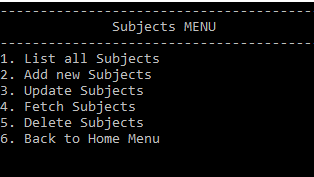 ----------------------------------------
Subjects MENU
----------------------------------------
1. List all Subjects
2. Add new Subjects
3. Update Subjects
4. Fetch Subjects
5. Delete Subjects
6. Back to Home Menu